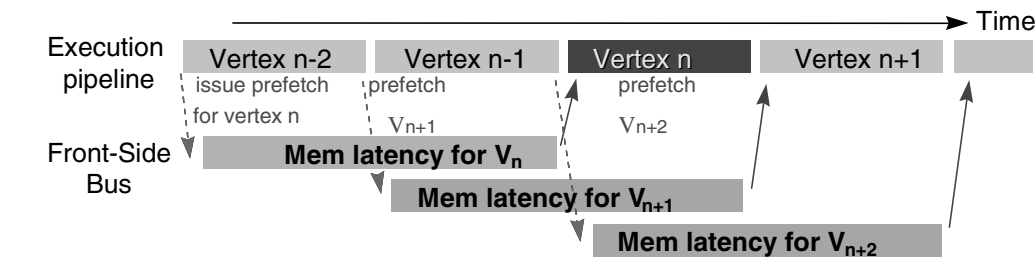 Time
Execution pipeline
Vertex n-2
Vertex n-1
Vertex n
Vertex n+1
issue prefetch
for vertex n
prefetch
Vn+1
prefetch
Vn+2
Front-Side
Bus
Mem latency for Vn
Mem latency for Vn+1
Mem latency for Vn+2